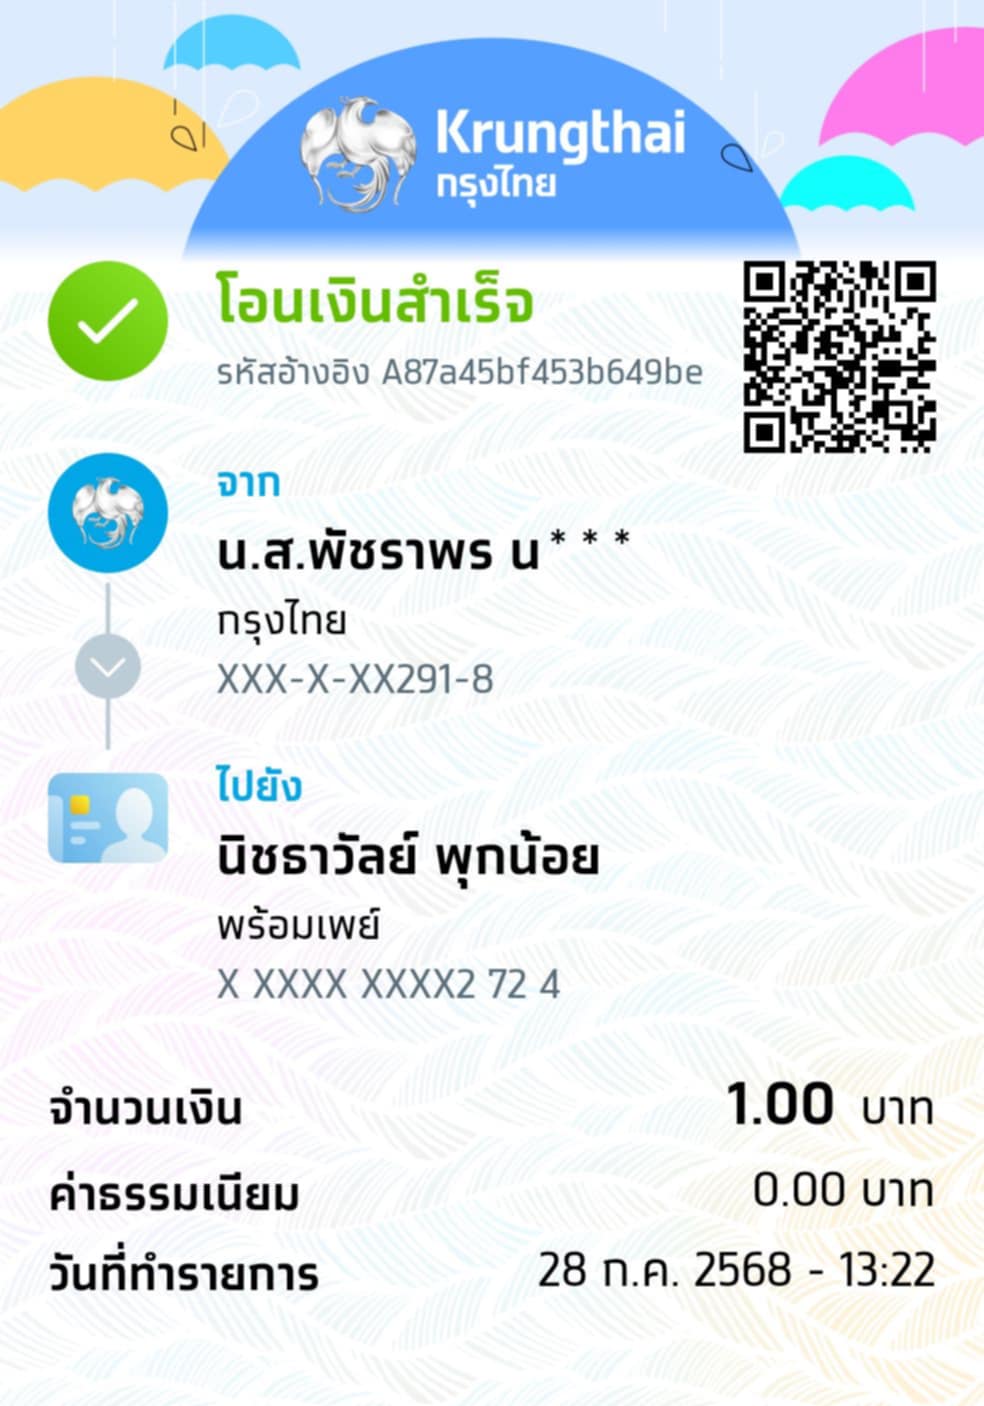 Krungthai
กรุงไทย
โอนเงินสำเร็จ
รหัสอ้างอิง A87a45bf453b649be
จาก
น.ส.พัชราพร น***
กรุงไทย
XXX-X-XX291-8
ไปยัง
นิชธาวัลย์ พุกน้อย
พร้อมเพย์
X XXXX XXXX2 72 4
จำนวนเงิน 1.00 บาท
ค่าธรรมเนียม 0.00 บาท
วันที่ทำรายการ 28 ก.ค. 2568 - 13:22